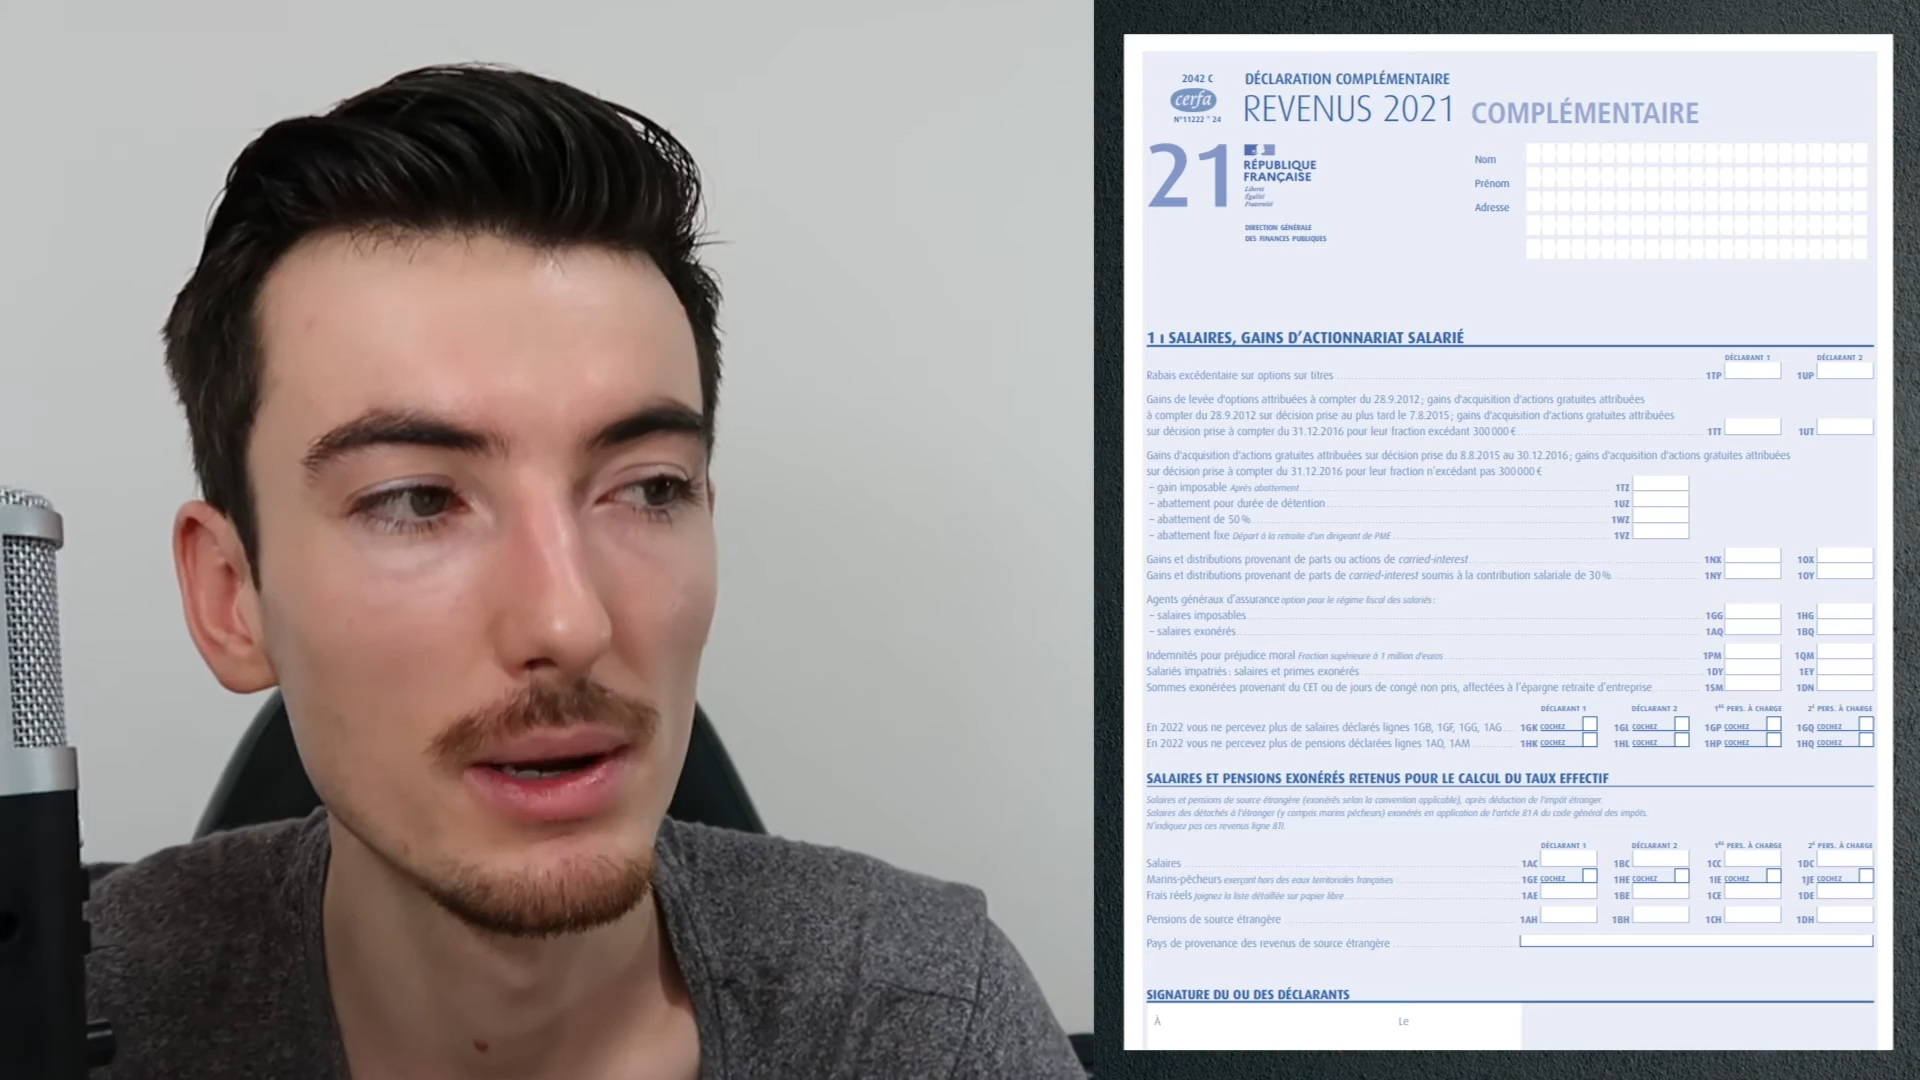 2042 C
cerfa
N°11222 * 24
DÉCLARATION COMPLÉMENTAIRE
REVENUS 2021 COMPLÉMENTAIRE
21
RÉPUBLIQUE
FRANÇAISE
Liberté
Égalité
Fraternité
DIRECTION GÉNÉRALE
DES FINANCES PUBLIQUES
Nom
Prénom
Adresse
1 I SALAIRES, GAINS D'ACTIONNARIAT SALARIÉ
DÉCLARANT 1 DÉCLARANT 2
Rabais excédentaire sur options sur titres 1TP 1UP
Gains de levée d'options attribuées à compter du 28.9.2012; gains d'acquisition d'actions gratuites attribuées
à compter du 28.9.2012 sur décision prise au plus tard le 7.8.2015; gains d'acquisition d'actions gratuites attribuées
sur décision prise à compter du 31.12.2016 pour leur fraction excédant 300 000 € 1TT 1UT
Gains d'acquisition d'actions gratuites attribuées sur décision prise du 8.8.2015 au 30.12.2016; gains d'acquisition d'actions gratuites attribuées
sur décision prise à compter du 31.12.2016 pour leur fraction n'excédant pas 300 000 €
– gain imposable Après abattement 1TZ
– abattement pour durée de détention 1UZ
– abattement de 50 % 1WZ
– abattement fixe Départ à la retraite d'un dirigeant de PME 1VZ
Gains et distributions provenant de parts ou actions de carried-interest 1NX 1OX
Gains et distributions provenant de parts de carried-interest soumis à la contribution salariale de 30 % 1NY 1OY
Agents généraux d'assurance option pour le régime fiscal des salariés:
– salaires imposables 1GG 1HG
– salaires exonérés 1AQ 1BQ
Indemnités pour préjudice moral Fraction supérieure à 1 million d'euros 1PM 1QM
Salariés impatriés: salaires et primes exonérés 1DY 1EY
Sommes exonérées provenant du CET ou de jours de congé non pris, affectées à l'épargne retraite d'entreprise 1SM 1DN
DÉCLARANT 1 DÉCLARANT 2 1RE PERS. À CHARGE 2E PERS. À CHARGE
En 2022 vous ne percevez plus de salaires déclarés lignes 1GB, 1GF, 1GG, 1AG 1GK COCHEZ 1GL COCHEZ 1GP COCHEZ 1GQ COCHEZ
En 2022 vous ne percevez plus de pensions déclarées lignes 1AO, 1AM 1HK COCHEZ 1HL COCHEZ 1HP COCHEZ 1HQ COCHEZ
SALAIRES ET PENSIONS EXONÉRÉS RETENUS POUR LE CALCUL DU TAUX EFFECTIF
Salaires et pensions de source étrangère (exonérés selon la convention applicable), après déduction de l'impôt étranger.
Salaires des détachés à l'étranger (y compris marins pêcheurs) exonérés en application de l'article 81 A du code général des impôts.
N'indiquez pas ces revenus ligne 8TI.
DÉCLARANT 1 DÉCLARANT 2 1RE PERS. À CHARGE 2E PERS. À CHARGE
Salaires 1AC 1BC 1CC 1DC
Marins-pêcheurs exerçant hors des eaux territoriales françaises 1GE COCHEZ 1HE COCHEZ 1IE COCHEZ 1JE COCHEZ
Frais réels Joignez la liste détaillée sur papier libre 1AE 1BE 1CE 1DE
Pensions de source étrangère 1AH 1BH 1CH 1DH
Pays de provenance des revenus de source étrangère
SIGNATURE DU OU DES DÉCLARANTS
À Le